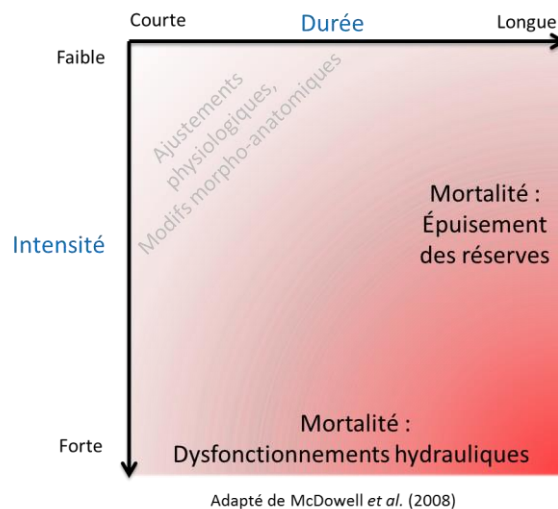 Courte
Durée
Longue
Faible
Ajustements
physiologiques,
Modifs morpho-anatomiques
Mortalité :
Épuisement
des réserves
Intensité
Mortalité :
Dysfonctionnements hydrauliques
Forte
Adapté de McDowell et al. (2008)